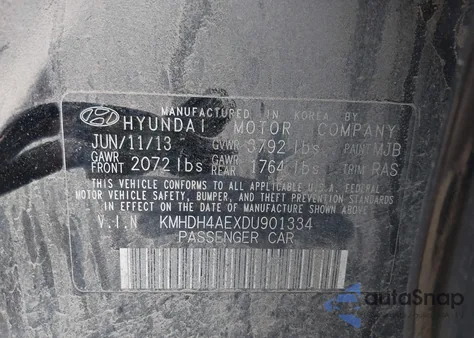 MANUFACTURED IN KOREA BY
HYUNDAI MOTOR COMPANY
JUN/11/13 GVWR 3792 lbs PAINT MJB
GAWR FRONT 2072 lbs GAWR REAR 1764 lbs TRIM RAS
THIS VEHICLE CONFORMS TO ALL APPLICABLE U.S.A. FEDERAL
MOTOR VEHICLE SAFETY, BUMPER, AND THEFT PREVENTION STANDARDS
IN EFFECT ON THE DATE OF MANUFACTURE SHOWN ABOVE.
V.I.N KMHDH4AEXDU901334
PASSENGER CAR
autoSnap